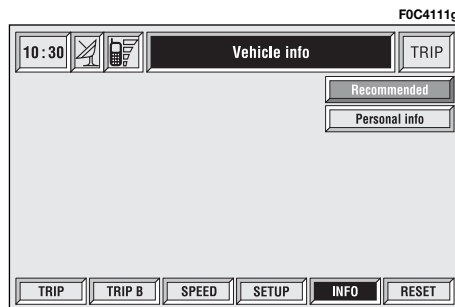 F0C4111g
10:30 Vehicle info TRIP
Recommended
Personal info
TRIP TRIP B SPEED SETUP INFO RESET